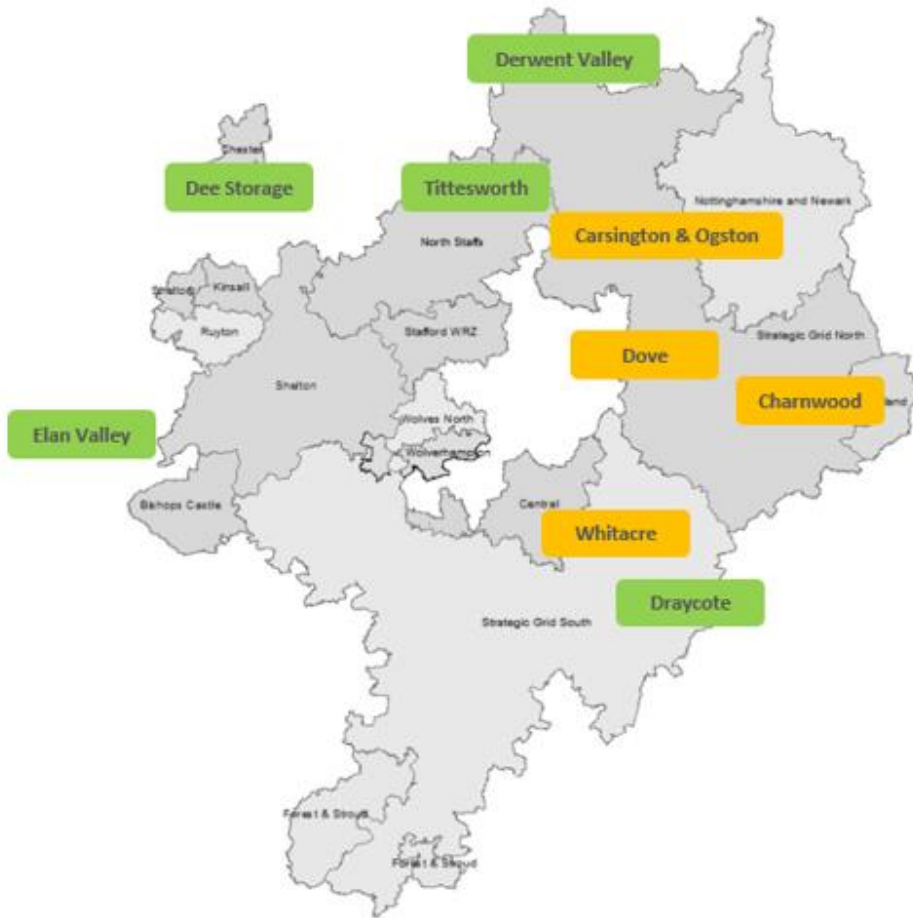 Derwent Valley
Chester
Dee Storage
Tittesworth
Nottinghamshire and Newark
Carsington & Ogston
North Staffs
Kinsall
Ruyton
Stafford WRZ
Strategic Grid North
Dove
Shelton
Charnwood
Wolves North
Elan Valley
Wolverhampton
Bishops Castle
Central
Whitacre
Draycote
Strategic Grid South
Forest & Stroud
Forest & Stroud